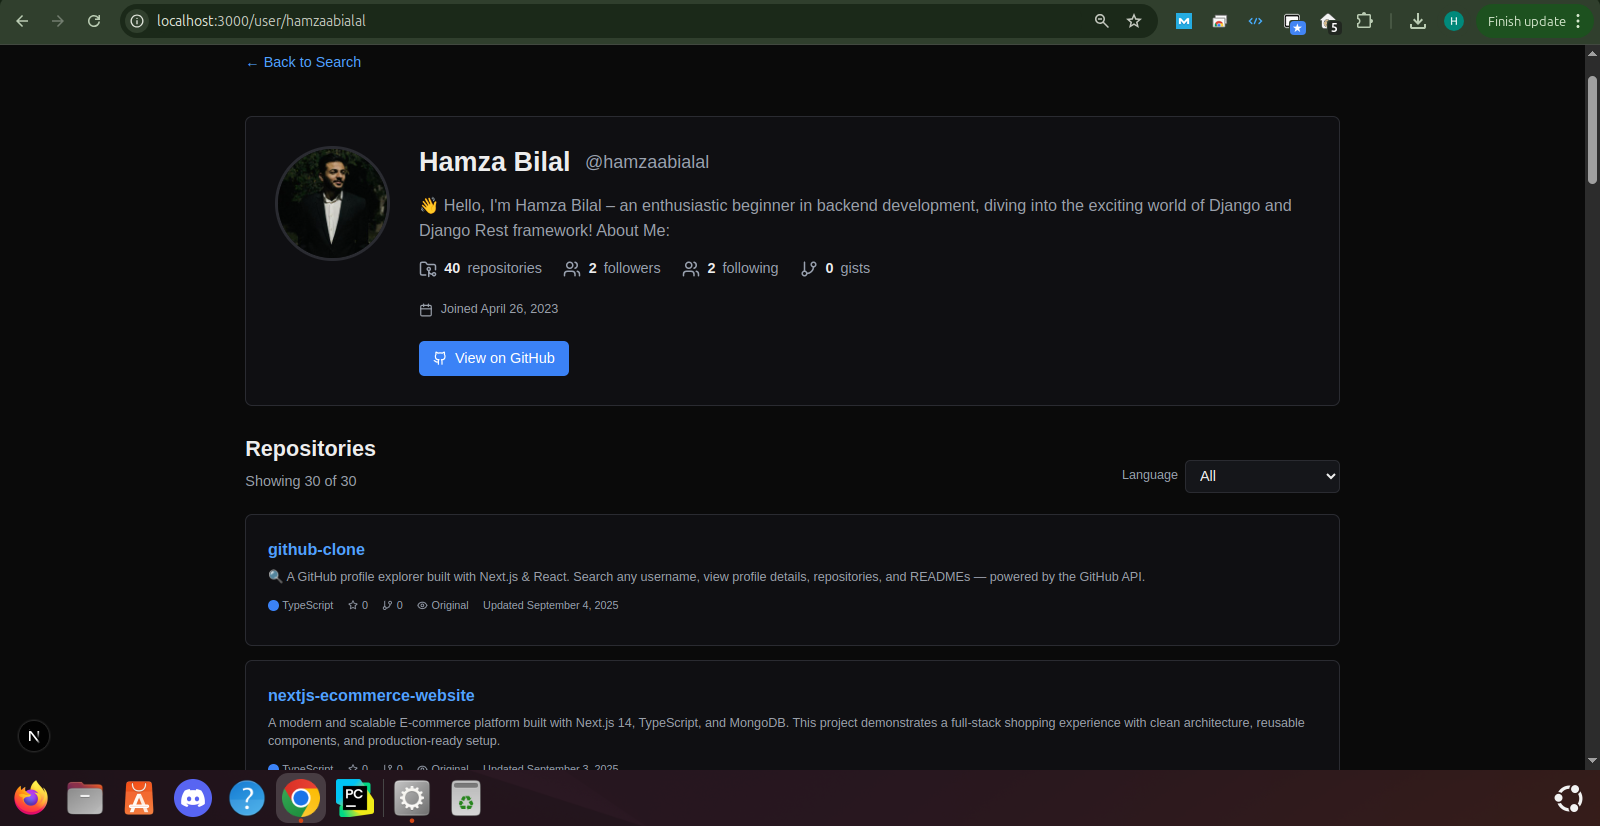 localhost:3000/user/hamzaabialal
5
H
Finish update
← Back to Search
Hamza Bilal @hamzaabialal
👋 Hello, I'm Hamza Bilal – an enthusiastic beginner in backend development, diving into the exciting world of Django and
Django Rest framework! About Me:
40 repositories 2 followers 2 following 0 gists
Joined April 26, 2023
View on GitHub
Repositories
Showing 30 of 30
Language All
github-clone
🔍 A GitHub profile explorer built with Next.js & React. Search any username, view profile details, repositories, and READMEs — powered by the GitHub API.
TypeScript 0 0 Original Updated September 4, 2025
nextjs-ecommerce-website
A modern and scalable E-commerce platform built with Next.js 14, TypeScript, and MongoDB. This project demonstrates a full-stack shopping experience with clean architecture, reusable
components, and production-ready setup.
TypeScript 0 0 Original Updated September 3, 2025
N
PC